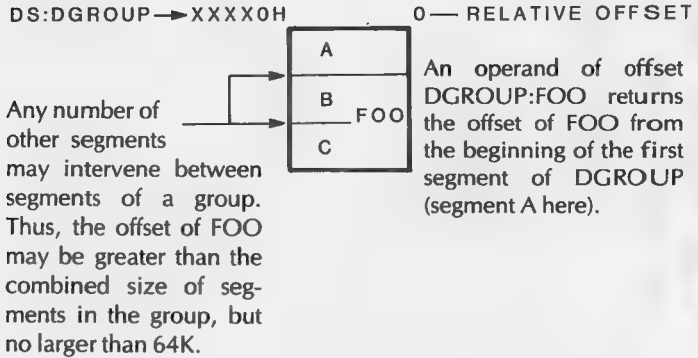 DS:DGROUP→XXXX0H
0— RELATIVE OFFSET
A
B
FOO
C
Any number of
other segments
may intervene between
segments of a group.
Thus, the offset of FOO
may be greater than the
combined size of seg-
ments in the group, but
no larger than 64K.
An operand of offset
DGROUP:FOO returns
the offset of FOO from
the beginning of the first
segment of DGROUP
(segment A here).